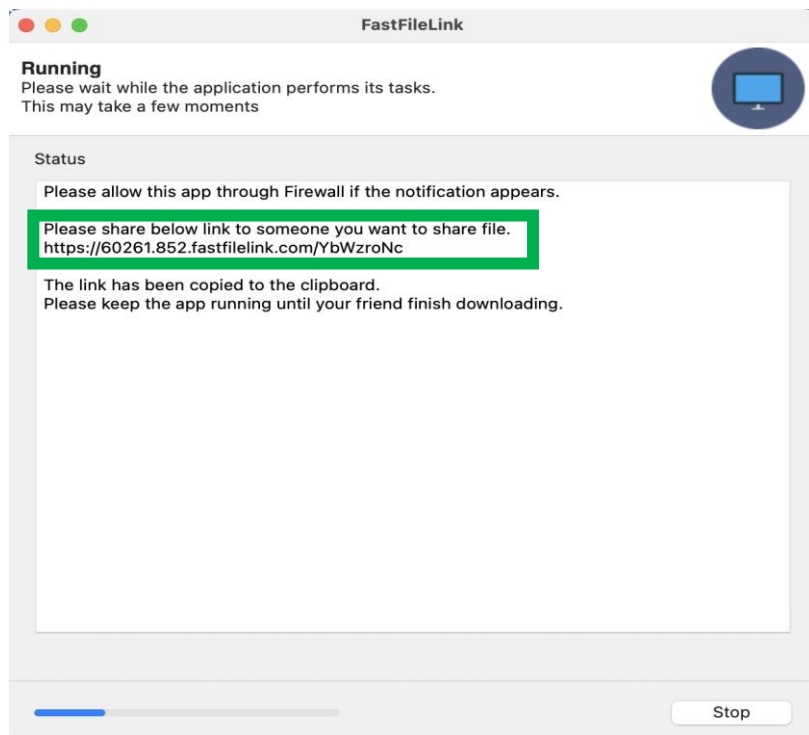 FastFileLink
Running
Please wait while the application performs its tasks.
This may take a few moments
Status
Please allow this app through Firewall if the notification appears.
Please share below link to someone you want to share file.
https://60261.852.fastfilelink.com/YbWzroNc
The link has been copied to the clipboard.
Please keep the app running until your friend finish downloading.
Stop